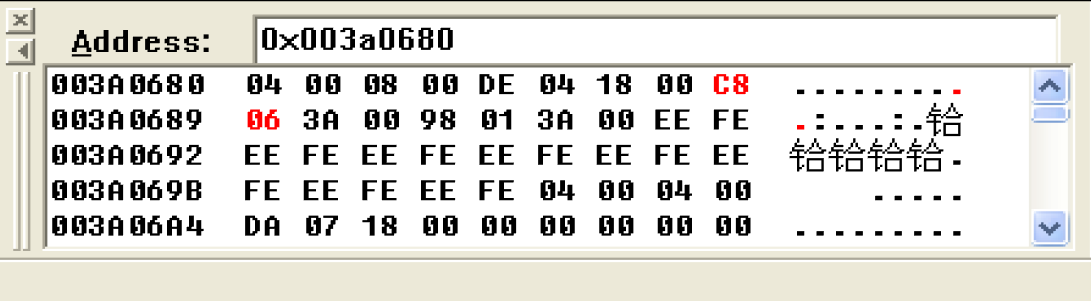 Address: 0x003a0680
003A0680 04 00 08 00 DE 04 18 00 C8 .........
003A0689 06 3A 00 98 01 3A 00 EE FE .:...:.铪
003A0692 EE FE EE FE EE FE EE FE EE 铪铪铪铪.
003A069B FE EE FE EE FE 04 00 04 00 .....
003A06A4 DA 07 18 00 00 00 00 00 00 .........